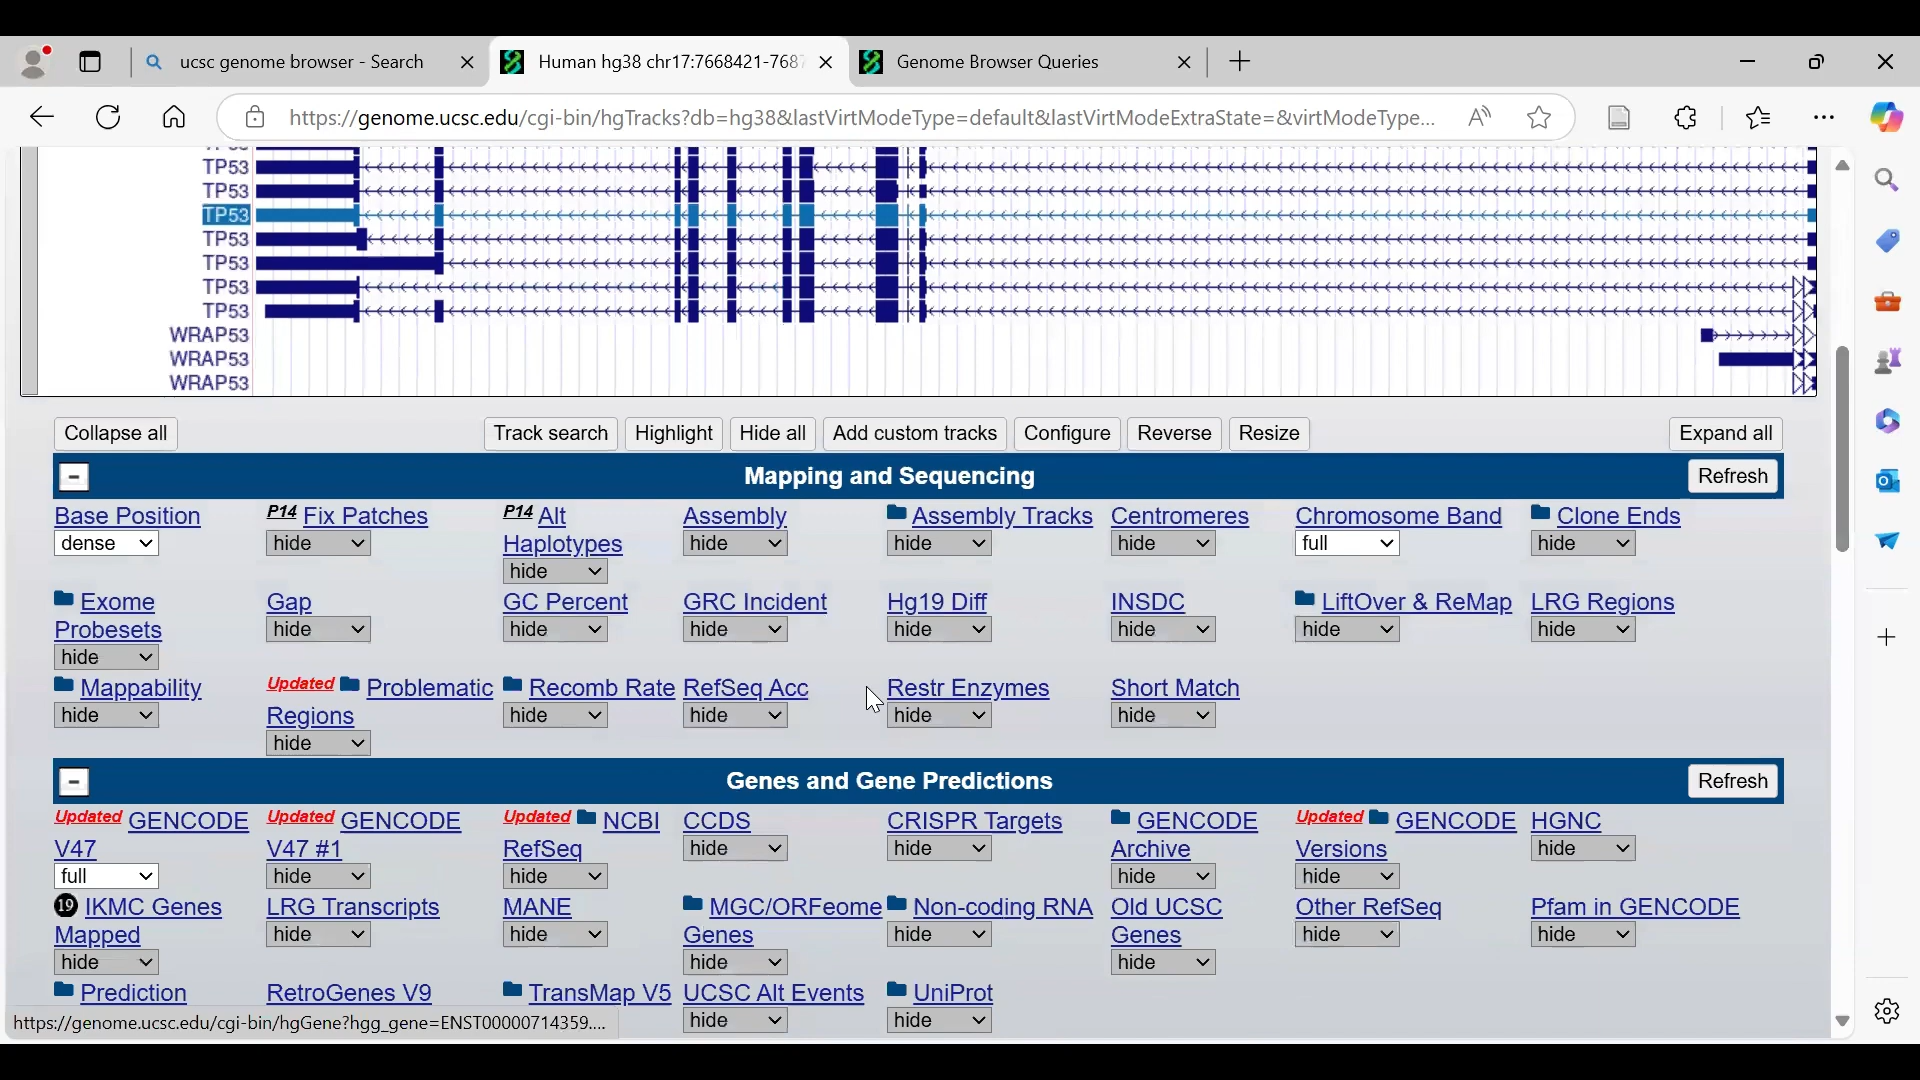 ucsc genome browser - Search
Human hg38 chr17:7668421-768
Genome Browser Queries
https://genome.ucsc.edu/cgi-bin/hgTracks?db=hg38&lastVirtModeType=default&lastVirtModeExtraState=&virtModeType...
TP53
TP53
TP53
TP53
TP53
TP53
TP53
WRAP53
WRAP53
WRAP53
Collapse all Track search Highlight Hide all Add custom tracks Configure Reverse Resize Expand all
- Mapping and Sequencing Refresh
Base Position P14 Fix Patches P14 Alt Assembly Assembly Tracks Centromeres Chromosome Band Clone Ends
dense hide Haplotypes hide hide hide full hide
hide
Exome Gap GC Percent GRC Incident Hg19 Diff INSDC LiftOver & ReMap LRG Regions
Probesets hide hide hide hide hide hide hide
hide
Mappability Updated Problematic Recomb Rate RefSeq Acc Restr Enzymes Short Match
hide Regions hide hide hide hide
hide
- Genes and Gene Predictions Refresh
Updated GENCODE Updated GENCODE Updated NCBI CCDS CRISPR Targets GENCODE Updated GENCODE HGNC
V47 V47 #1 RefSeq hide hide Archive Versions hide
full hide hide hide hide
19 IKMC Genes LRG Transcripts MANE MGC/ORFeome Non-coding RNA Old UCSC Other RefSeq Pfam in GENCODE
Mapped hide hide Genes hide Genes hide hide
hide hide hide
Prediction RetroGenes V9 TransMap V5 UCSC Alt Events UniProt
hide hide
https://genome.ucsc.edu/cgi-bin/hgGene?hgg_gene=ENST00000714359....